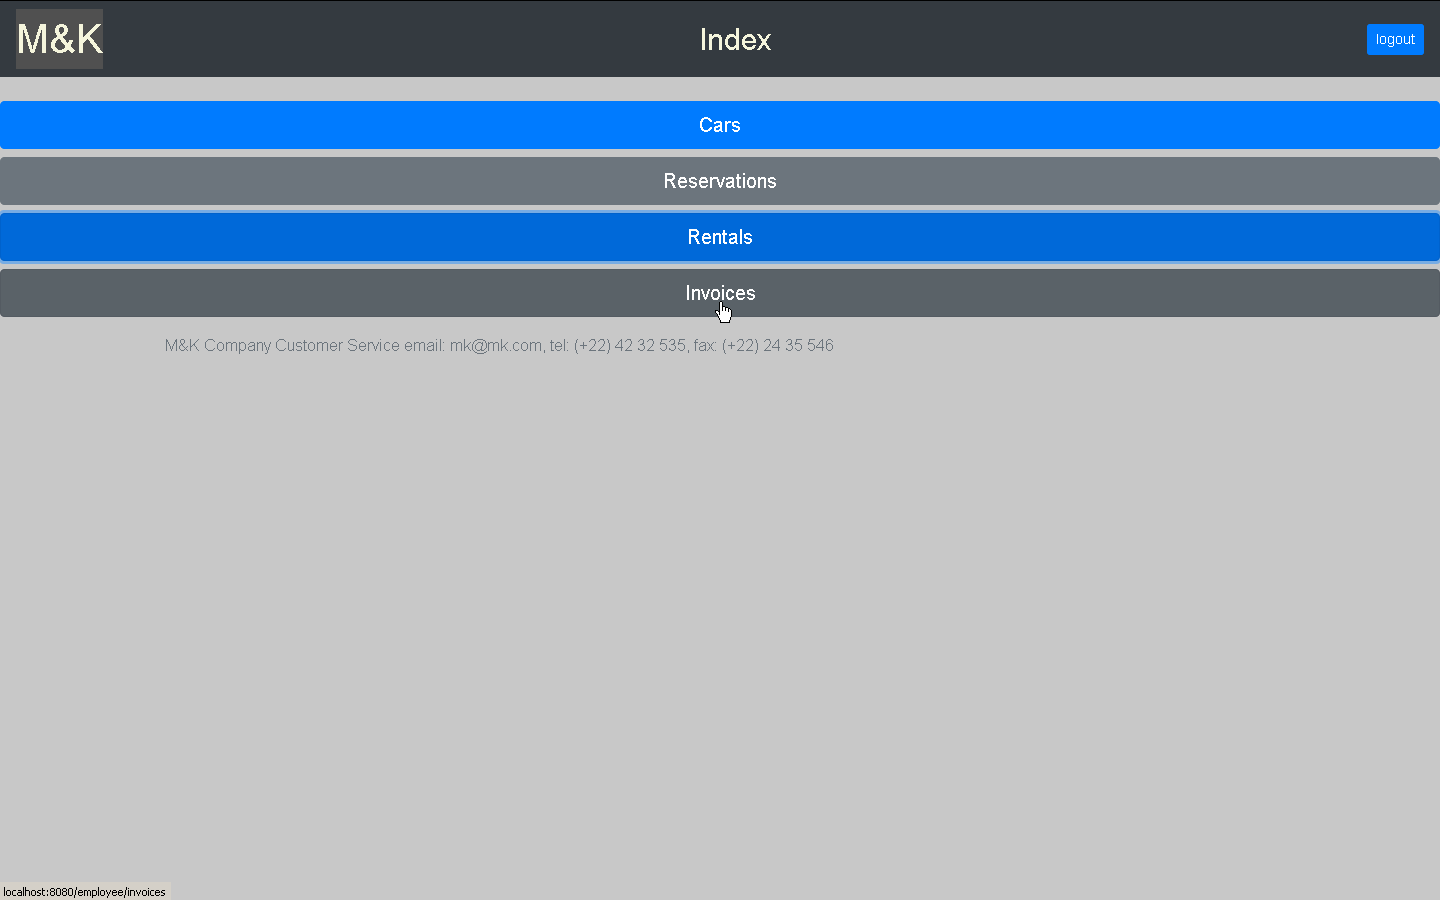 M&K
Index
logout
Cars
Reservations
Rentals
Invoices
M&K Company Customer Service email: mk@mk.com, tel: (+22) 42 32 535, fax: (+22) 24 35 546
localhost:8080/employee/invoices